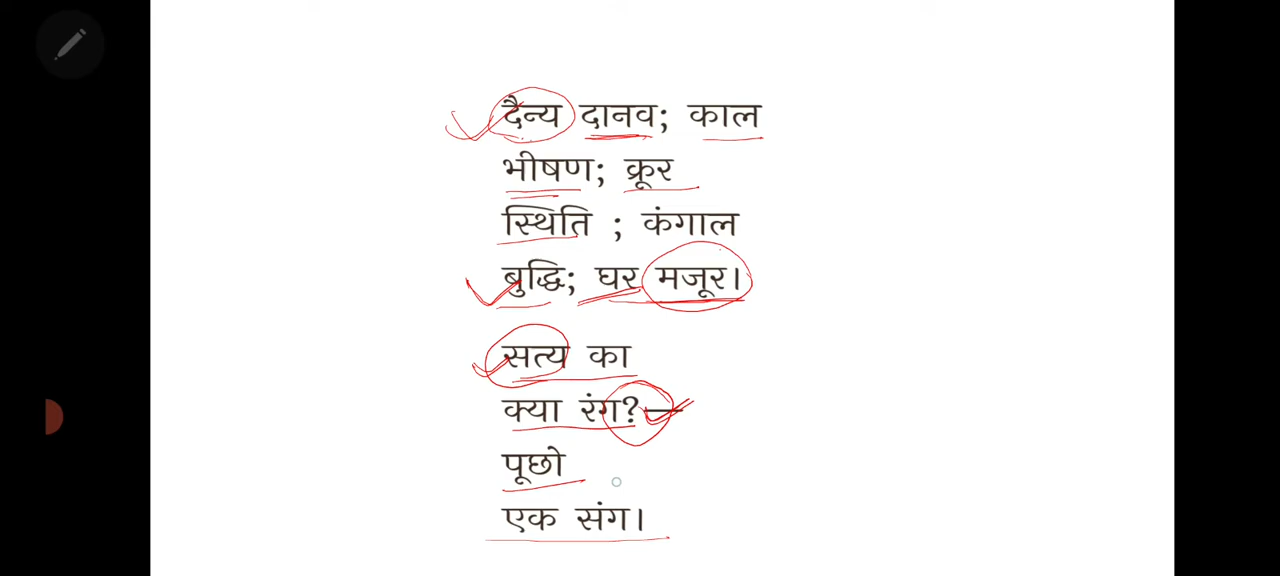 दैन्य दानव; काल
भीषण; क्रूर
स्थिति ; कंगाल
बुद्धि; घर मजूर।
सत्य का
क्या रंग?—
पूछो
एक संग।